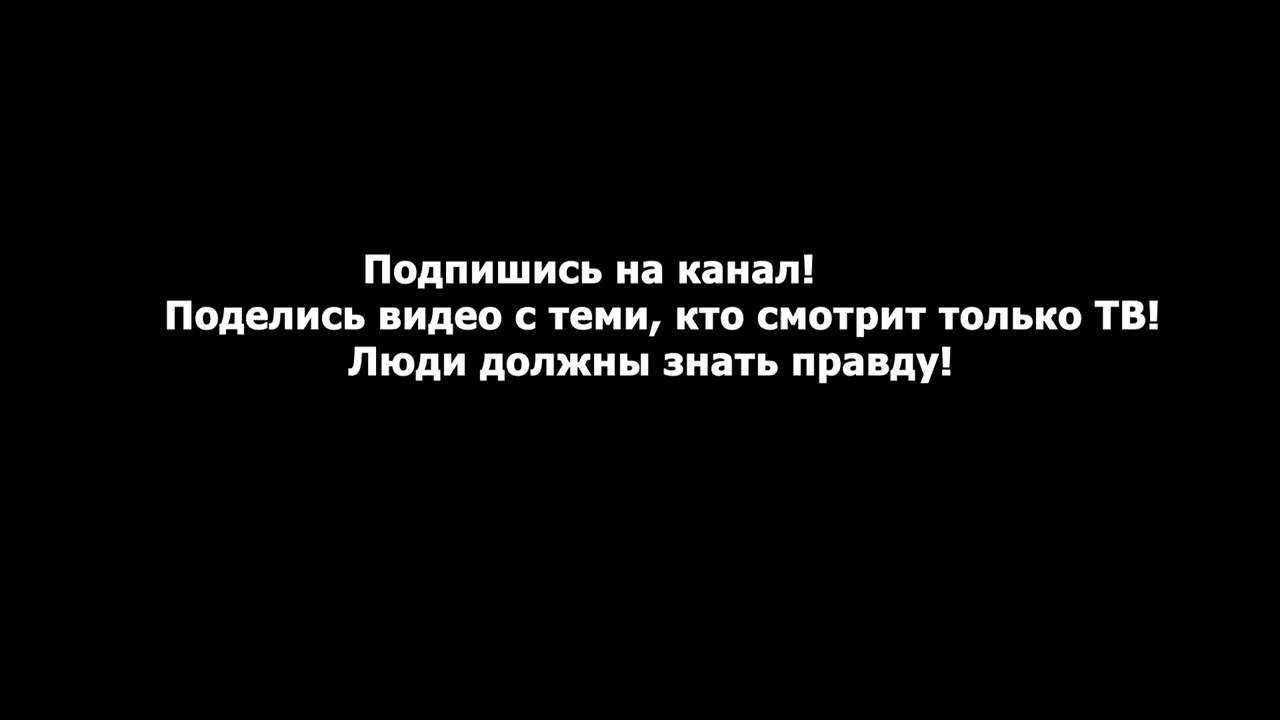 Подпишись на канал!
Поделись видео с теми, кто смотрит только ТВ!
Люди должны знать правду!